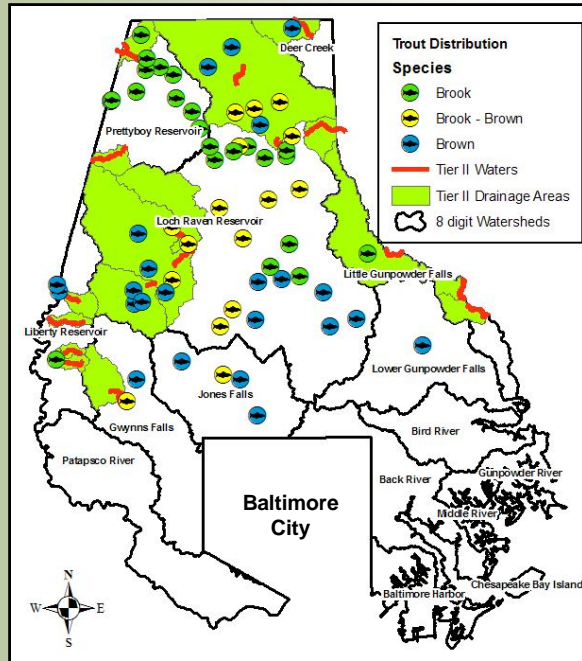 Deer Creek
Prettyboy Reservoir
Loch Raven Reservoir
Little Gunpowder Falls
Liberty Reservoir
Lower Gunpowder Falls
Jones Falls
Gwynns Falls
Bird River
Patapsco River
Back River
Gunpowder River
Middle River
Baltimore
City
Chesapeake Bay Island
Baltimore Harbor
Trout Distribution
Species
Brook
Brook - Brown
Brown
Tier II Waters
Tier II Drainage Areas
8 digit Watersheds
N
W
E
S